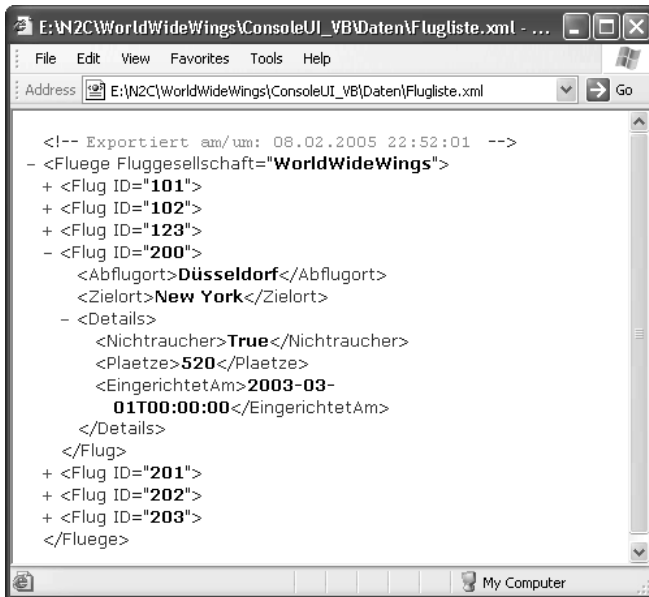 E:\N2C\WorldWideWings\ConsoleUI_VB\Daten\Flugliste.xml - ...
File Edit View Favorites Tools Help
Address E:\N2C\WorldWideWings\ConsoleUI_VB\Daten\Flugliste.xml Go
<!-- Exportiert am/um: 08.02.2005 22:52:01 -->
- <Fluege Fluggesellschaft="WorldWideWings">
+ <Flug ID="101">
+ <Flug ID="102">
+ <Flug ID="123">
- <Flug ID="200">
<Abflugort>Düsseldorf</Abflugort>
<Zielort>New York</Zielort>
- <Details>
<Nichtraucher>True</Nichtraucher>
<Plaetze>520</Plaetze>
<EingerichtetAm>2003-03-
01T00:00:00</EingerichtetAm>
</Details>
</Flug>
+ <Flug ID="201">
+ <Flug ID="202">
+ <Flug ID="203">
</Fluege>
My Computer